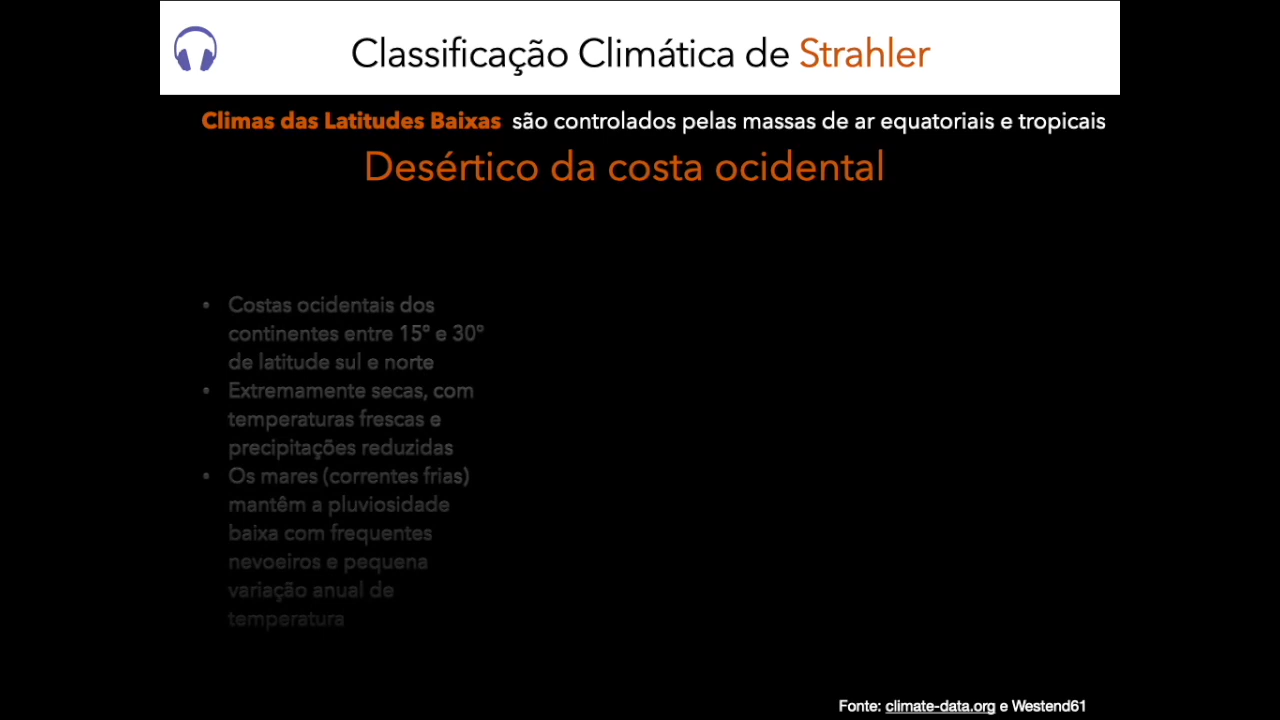 Classificação Climática de Strahler
Climas das Latitudes Baixas são controlados pelas massas de ar equatoriais e tropicais
Desértico da costa ocidental
• Costas ocidentais dos
continentes entre 15º e 30º
de latitude sul e norte
• Extremamente secas, com
temperaturas frescas e
precipitações reduzidas
• Os mares (correntes frias)
mantêm a pluviosidade
baixa com frequentes
nevoeiros e pequena
variação anual de
temperatura
Fonte: climate-data.org e Westend61